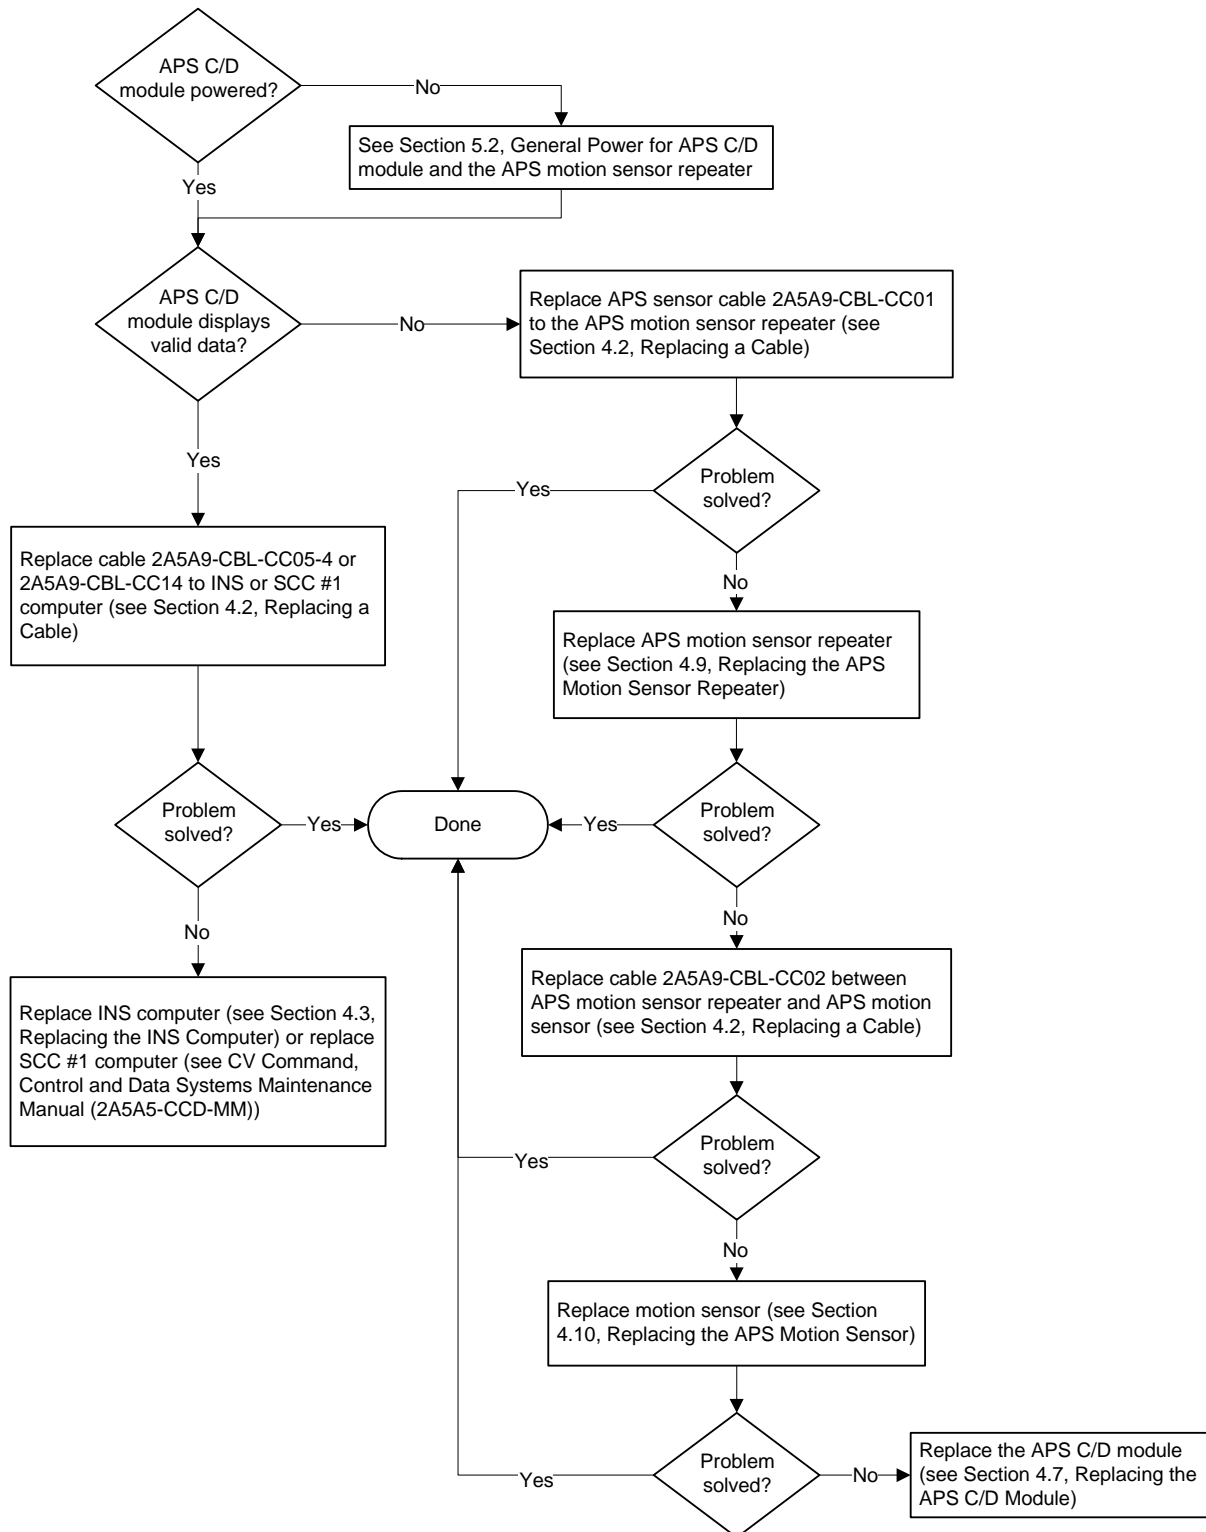 APS C/D
module powered?
No
See Section 5.2, General Power for APS C/D
module and the APS motion sensor repeater
Yes
APS C/D
module displays
valid data?
No
Replace APS sensor cable 2A5A9-CBL-CC01
to the APS motion sensor repeater (see
Section 4.2, Replacing a Cable)
Yes
Problem
solved?
Yes
No
Replace cable 2A5A9-CBL-CC05-4 or
2A5A9-CBL-CC14 to INS or SCC #1
computer (see Section 4.2, Replacing a
Cable)
Replace APS motion sensor repeater
(see Section 4.9, Replacing the APS
Motion Sensor Repeater)
Problem
solved?
Yes
Done
Yes
Problem
solved?
No
No
Replace INS computer (see Section 4.3,
Replacing the INS Computer) or replace
SCC #1 computer (see CV Command,
Control and Data Systems Maintenance
Manual (2A5A5-CCD-MM))
Replace cable 2A5A9-CBL-CC02 between
APS motion sensor repeater and APS motion
sensor (see Section 4.2, Replacing a Cable)
Problem
solved?
Yes
No
Replace motion sensor (see Section
4.10, Replacing the APS Motion Sensor)
Problem
solved?
Yes
No
Replace the APS C/D module
(see Section 4.7, Replacing the
APS C/D Module)